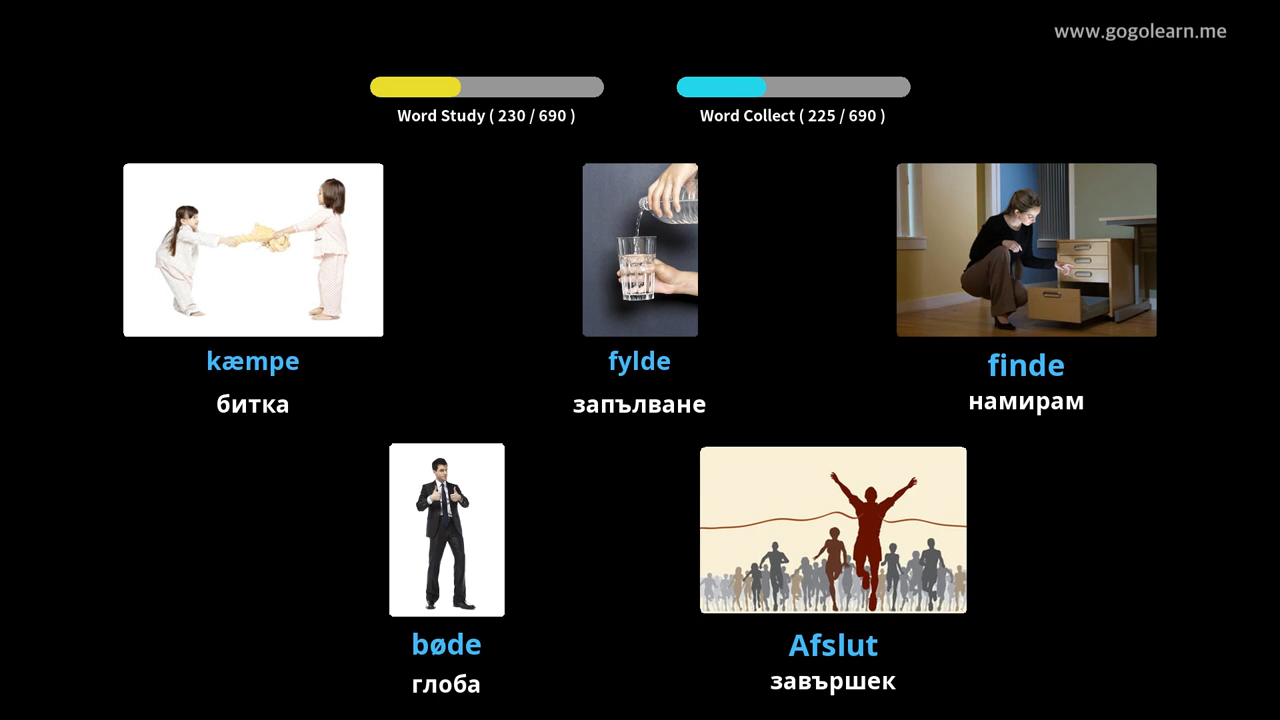 www.gogolearn.me
Word Study ( 230 / 690 )
Word Collect ( 225 / 690 )
kæmpe
битка
fylde
запълване
finde
намирам
bøde
глоба
Afslut
завършек